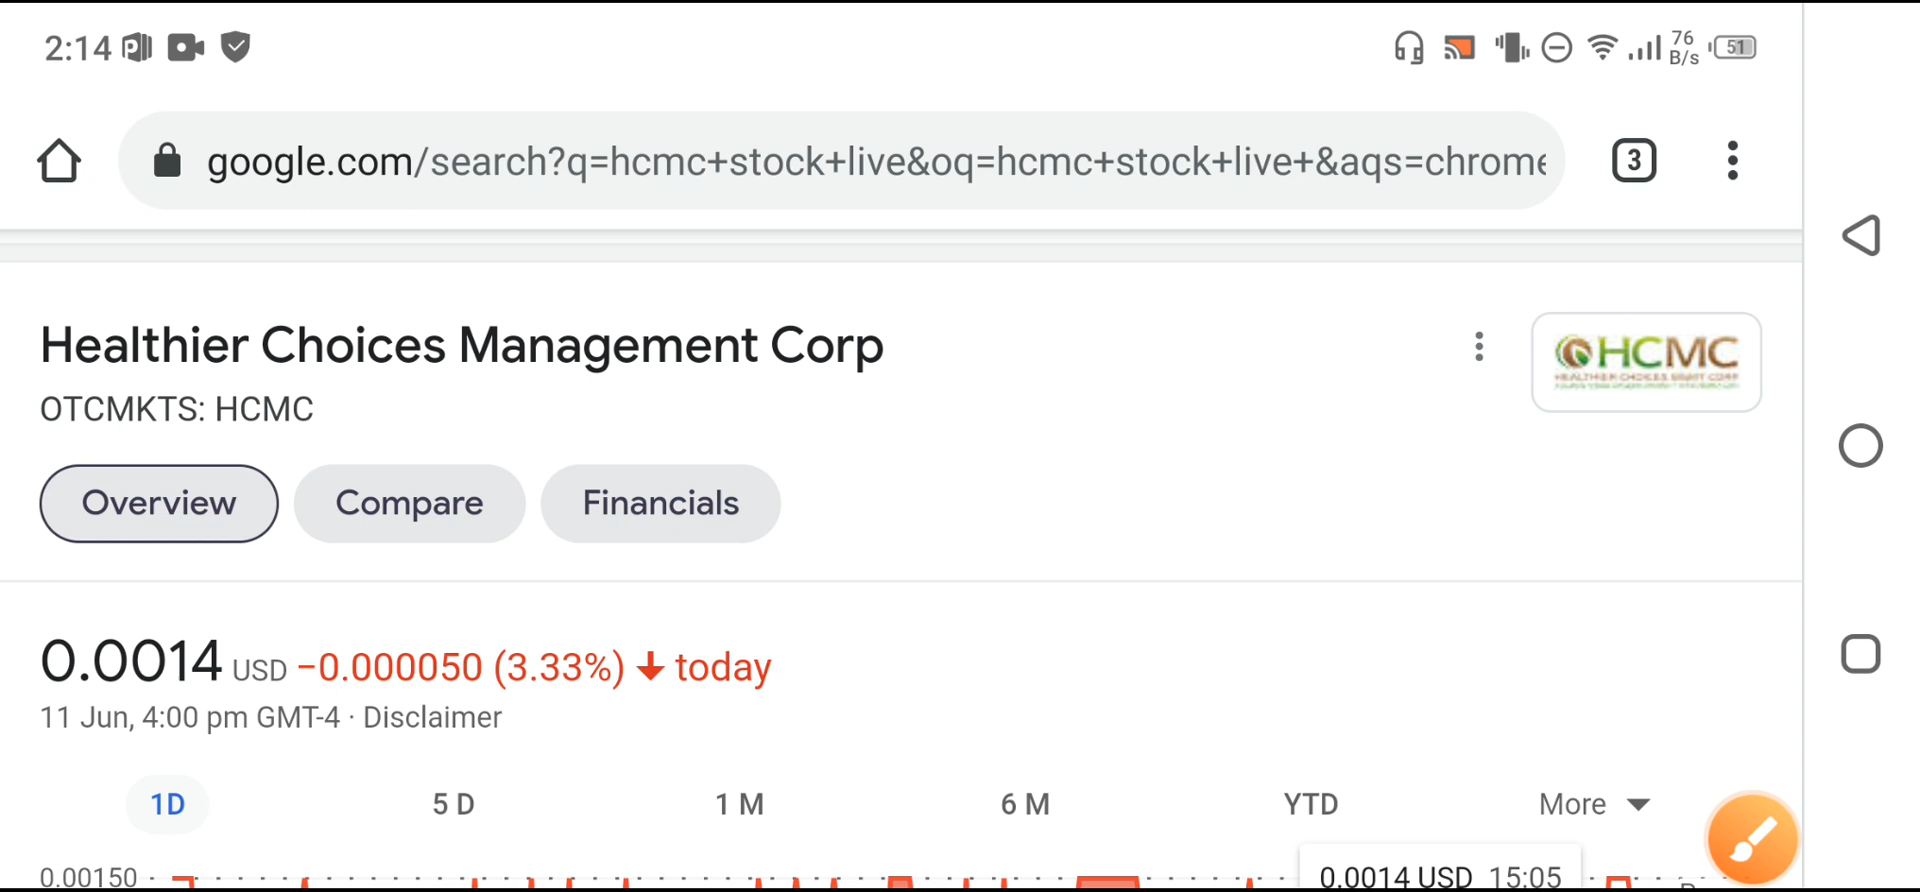 2:14
76
B/s
51
google.com/search?q=hcmc+stock+live&oq=hcmc+stock+live+&aqs=chrome
3
Healthier Choices Management Corp
HCMC
OTCMKTS: HCMC
Overview Compare Financials
0.0014 USD −0.000050 (3.33%) ↓ today
11 Jun, 4:00 pm GMT-4 · Disclaimer
1D 5 D 1 M 6 M YTD More
0.00150
0.0014 USD 15:05